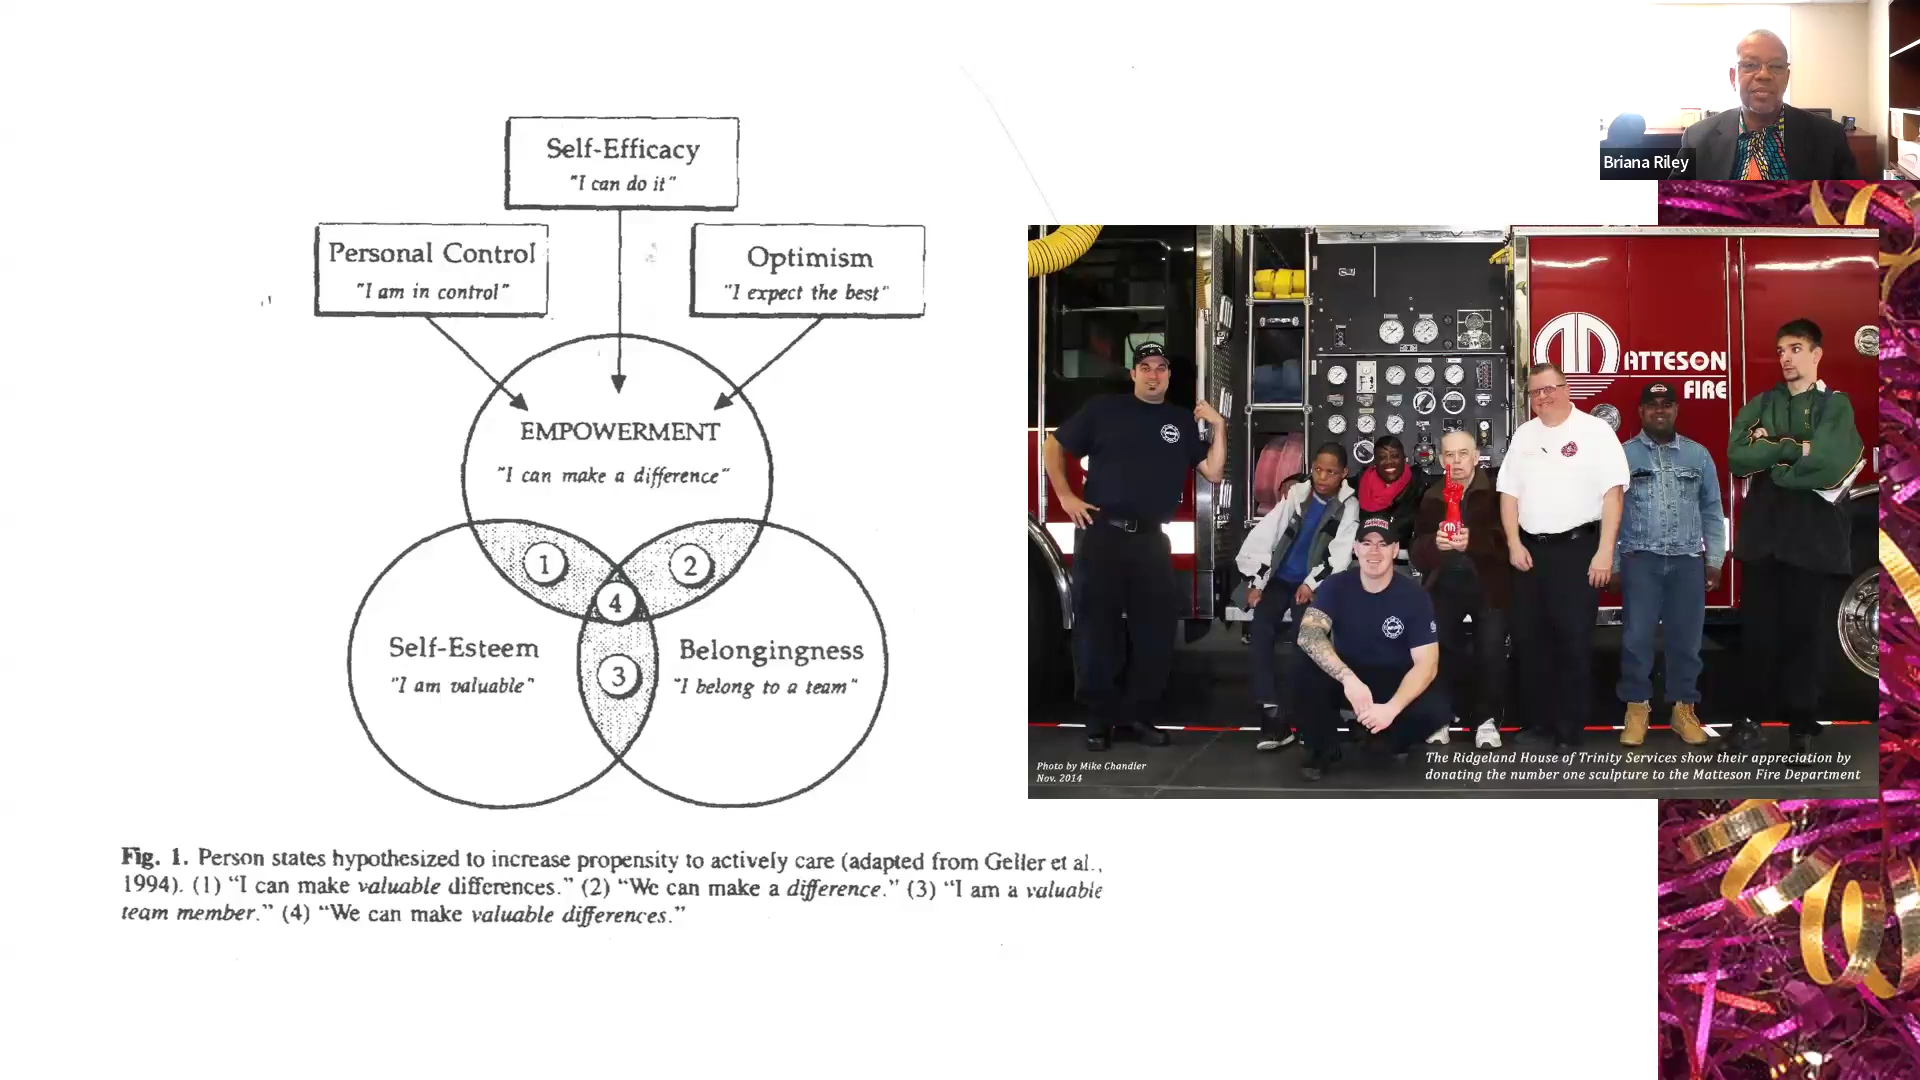 Briana Riley
Self-Efficacy
"I can do it"
Personal Control
"I am in control"
Optimism
"I expect the best"
EMPOWERMENT
"I can make a difference"
1
2
4
3
Self-Esteem
"I am valuable"
Belongingness
"I belong to a team"
Fig. 1. Person states hypothesized to increase propensity to actively care (adapted from Geller et al.,
1994). (1) "I can make valuable differences." (2) "We can make a difference." (3) "I am a valuable
team member." (4) "We can make valuable differences."
MATTESON
FIRE
Photo by Mike Chandler
Nov. 2014
The Ridgeland House of Trinity Services show their appreciation by
donating the number one sculpture to the Matteson Fire Department